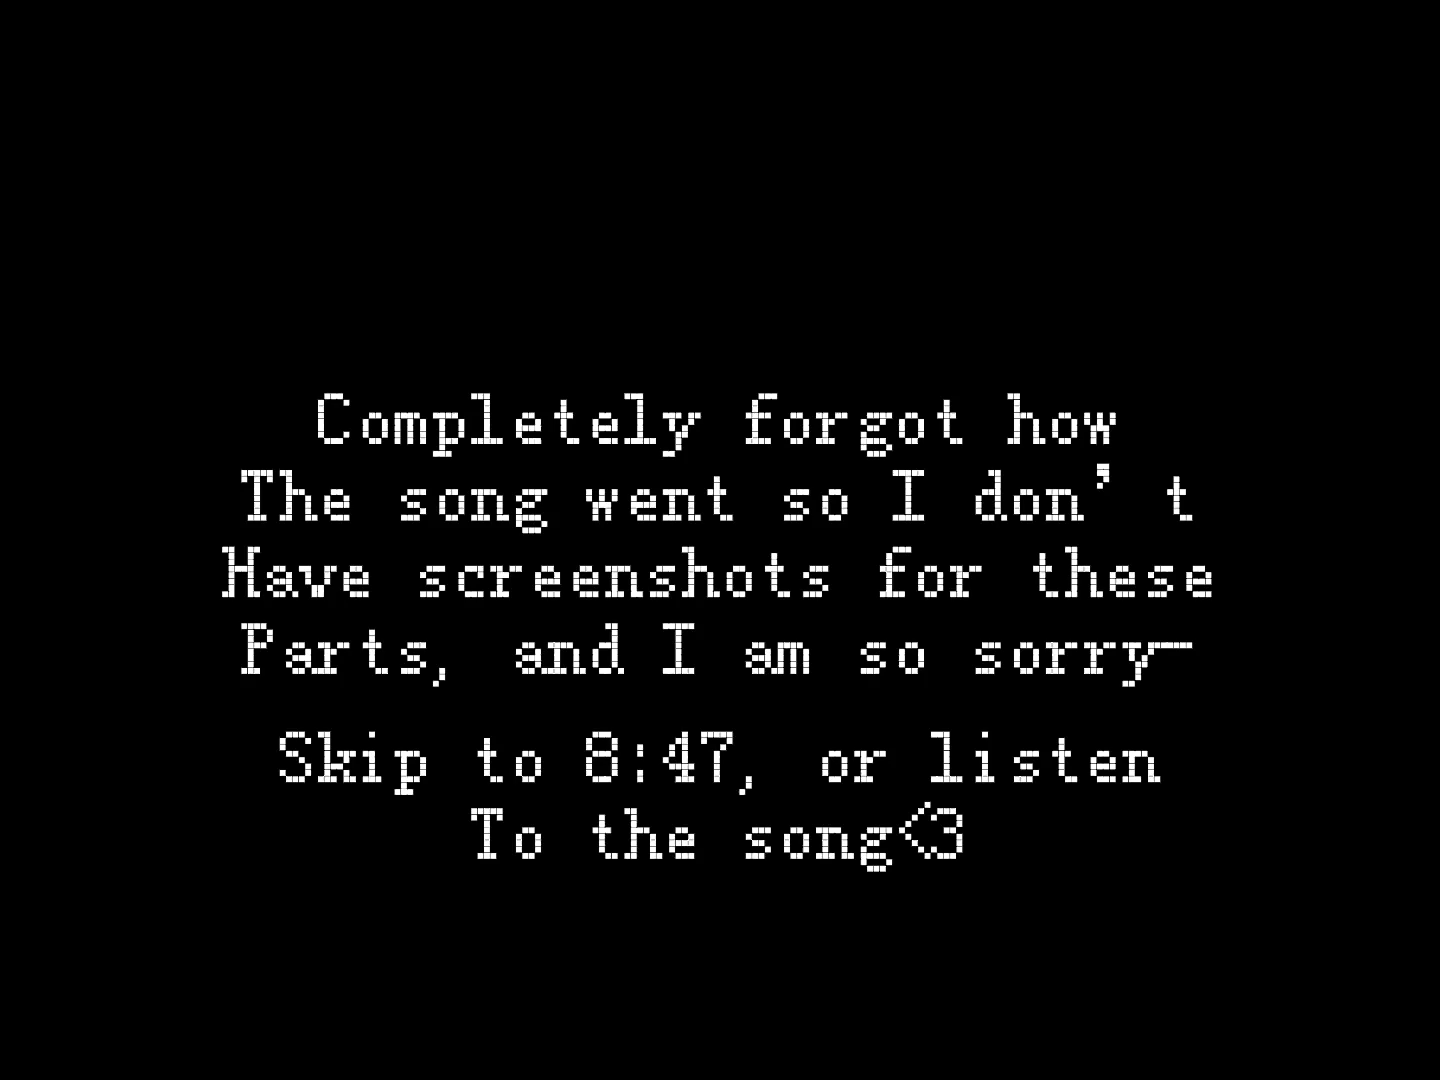 Completely forgot how
The song went so I don't
Have screenshots for these
Parts, and I am so sorry—
Skip to 8:47, or listen
To the song<3